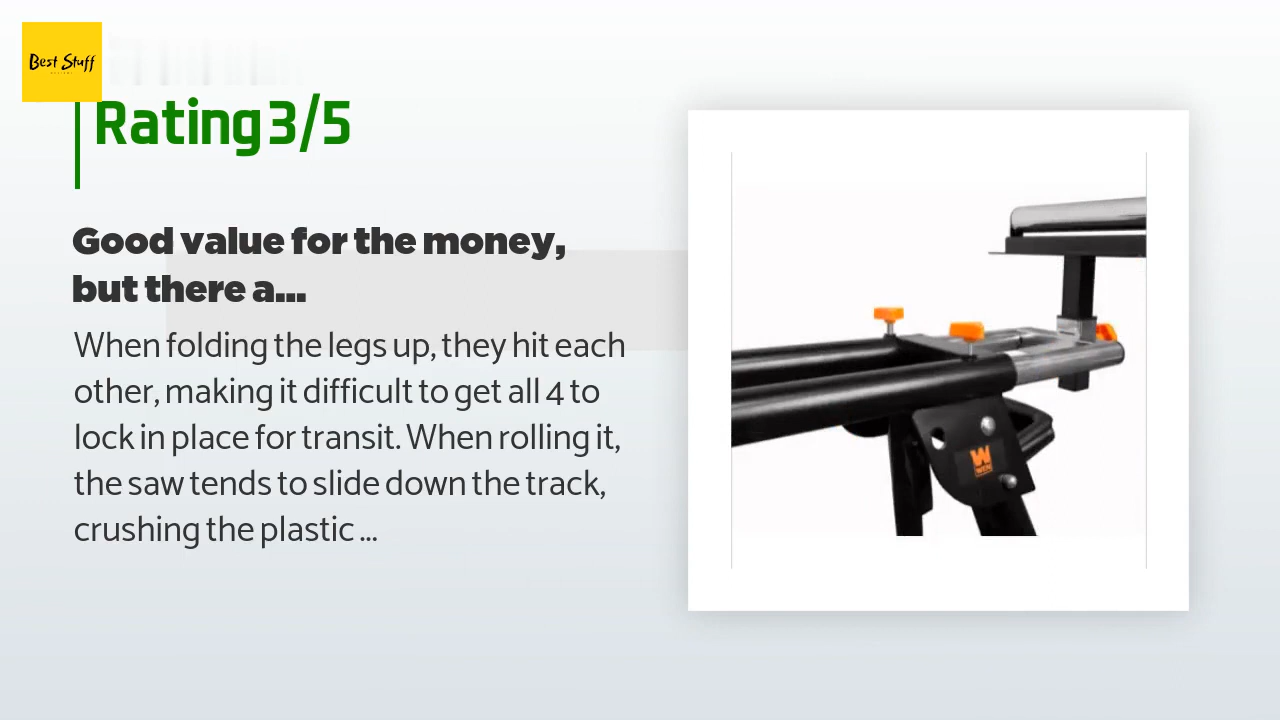 Best Stuff
Rating 3/5
Good value for the money,
but there a...
When folding the legs up, they hit each
other, making it difficult to get all 4 to
lock in place for transit. When rolling it,
the saw tends to slide down the track,
crushing the plastic ...
WEN